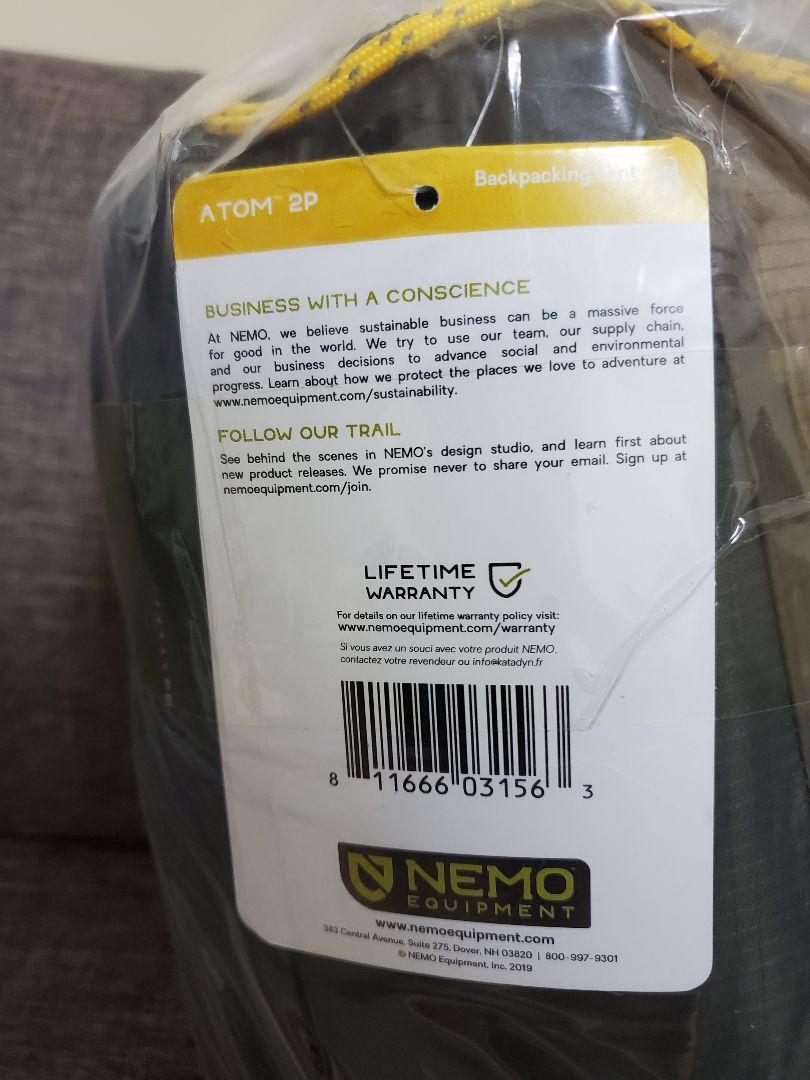 ATOM™ 2P
Backpacking Tent
BUSINESS WITH A CONSCIENCE
At NEMO, we believe sustainable business can be a massive force
for good in the world. We try to use our team, our supply chain,
and our business decisions to advance social and environmental
progress. Learn about how we protect the places we love to adventure at
www.nemoequipment.com/sustainability.
FOLLOW OUR TRAIL
See behind the scenes in NEMO's design studio, and learn first about
new product releases. We promise never to share your email. Sign up at
nemoequipment.com/join.
LIFETIME
WARRANTY
For details on our lifetime warranty policy visit:
www.nemoequipment.com/warranty
Si vous avez un souci avec votre produit NEMO,
contactez votre revendeur ou info@katadyn.fr
8 11666 03156 3
NEMO
EQUIPMENT
www.nemoequipment.com
383 Central Avenue, Suite 275, Dover, NH 03820 | 800-997-9301
© NEMO Equipment, Inc. 2019